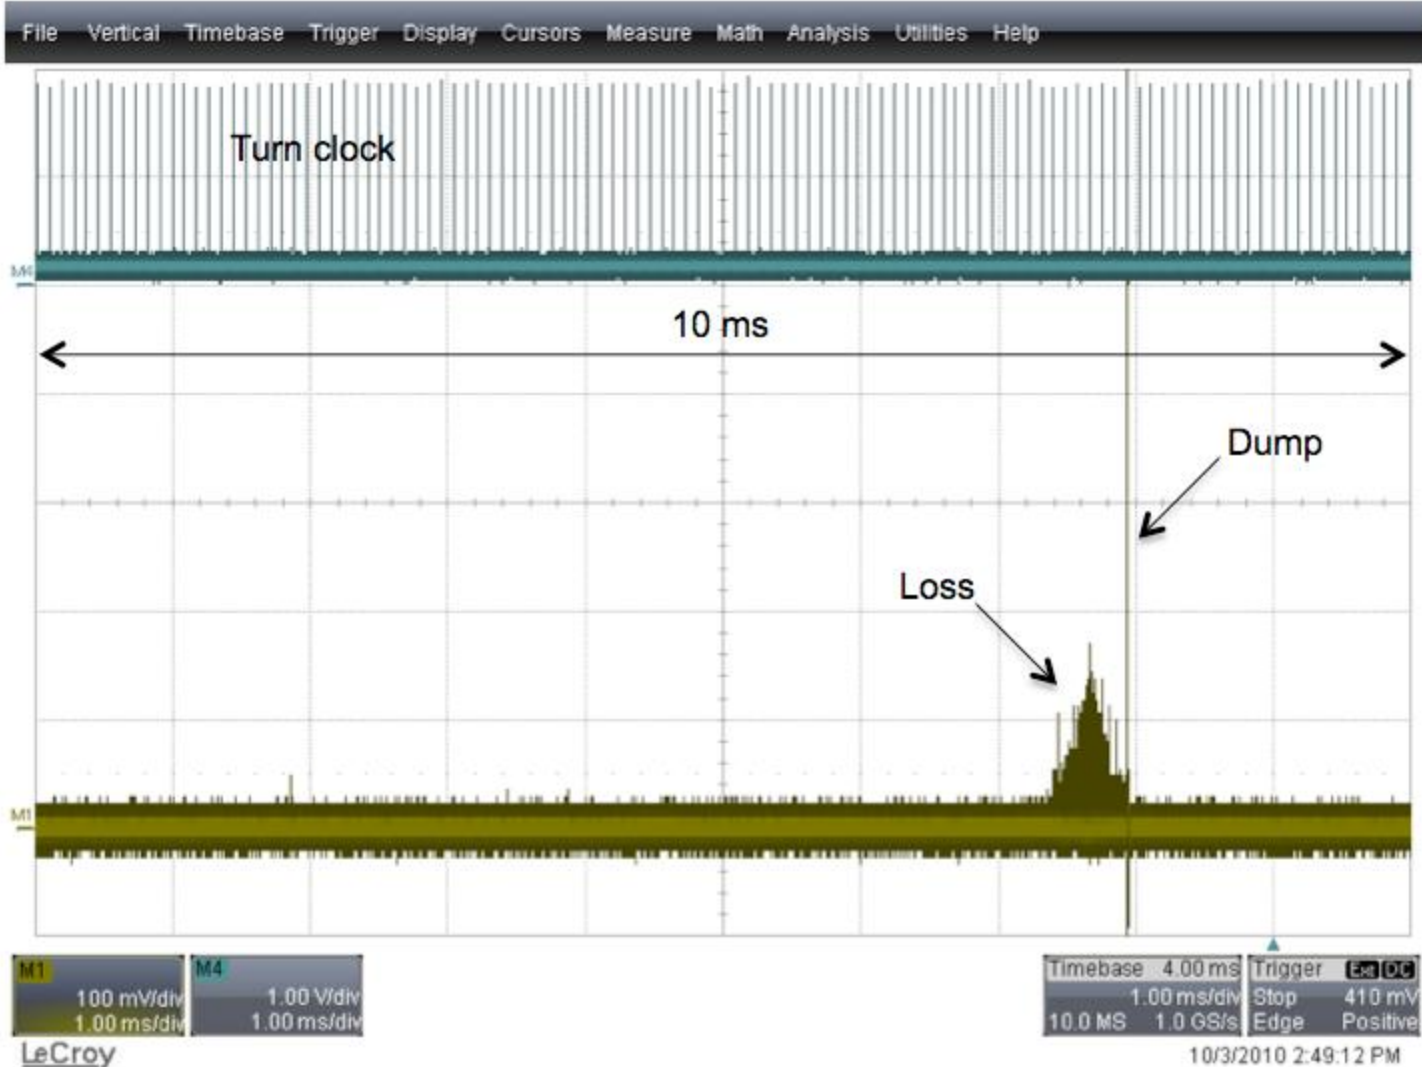 File Vertical Timebase Trigger Display Cursors Measure Math Analysis Utilities Help
Turn clock
M4
10 ms
Dump
Loss
M1
M1 M4 Timebase 4.00 ms Trigger Ext DC
100 mV/div 1.00 V/div 1.00 ms/div Stop 410 mV
1.00 ms/div 1.00 ms/div 10.0 MS 1.0 GS/s Edge Positive
LeCroy 10/3/2010 2:49:12 PM